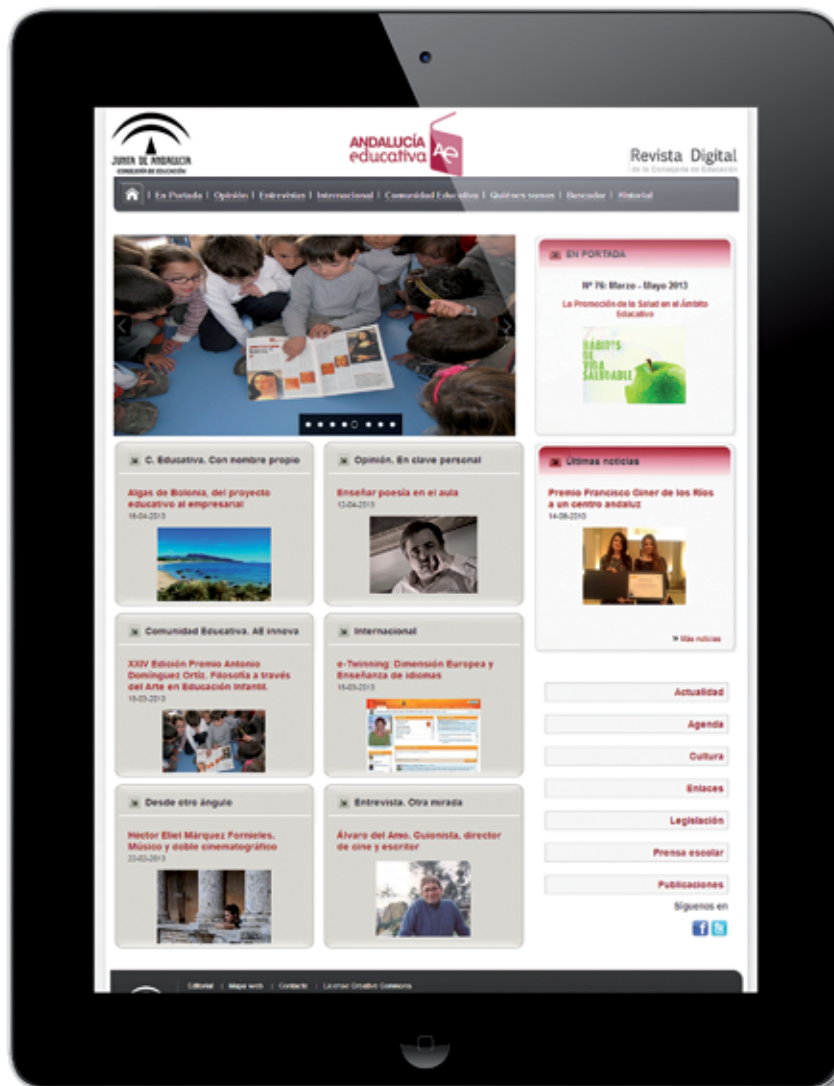 JUNTA DE ANDALUCIA
CONSEJERÍA DE EDUCACIÓN
ANDALUCÍA
educativa
Ae
Revista Digital
de la Consejería de Educación
En Portada | Opinión | Entrevistas | Internacional | Comunidad Educativa | Quiénes somos | Buscador | Historial
EN PORTADA
Nº 76: Marzo - Mayo 2013
La Promoción de la Salud en el Ámbito
Educativo
HÁBITOS
DE
VIDA
SALUDABLE
C. Educativa. Con nombre propio
Algas de Bolonia, del proyecto
educativo al empresarial
16-04-2013
Opinión. En clave personal
Enseñar poesía en el aula
12-04-2013
Últimas noticias
Premio Francisco Giner de los Ríos
a un centro andaluz
14-05-2013
Más noticias
Comunidad Educativa. AE innova
XXIV Edición Premio Antonio
Domínguez Ortiz. Filosofía a través
del Arte en Educación Infantil.
18-03-2013
Internacional
e-Twinning: Dimensión Europea y
Enseñanza de idiomas
18-03-2013
Desde otro ángulo
Héctor Eliel Márquez Fornieles.
Músico y doble cinematográfico
22-02-2013
Entrevista. Otra mirada
Álvaro del Amo. Guionista, director
de cine y escritor
Actualidad
Agenda
Cultura
Enlaces
Legislación
Prensa escolar
Publicaciones
Síguenos en
Editorial | Mapa web | Contacto | License Creative Commons